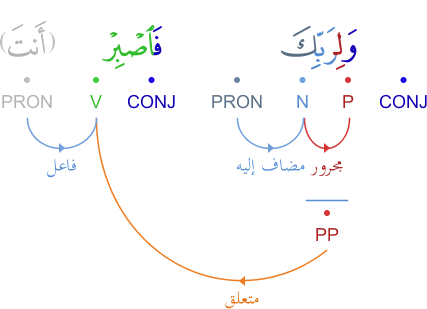 وَلِرَبِّكَ فَٱصْبِرْ (أَنتَ)
CONJ P N PRON CONJ V PRON
مجرور مضاف إليه فاعل
PP
متعلق